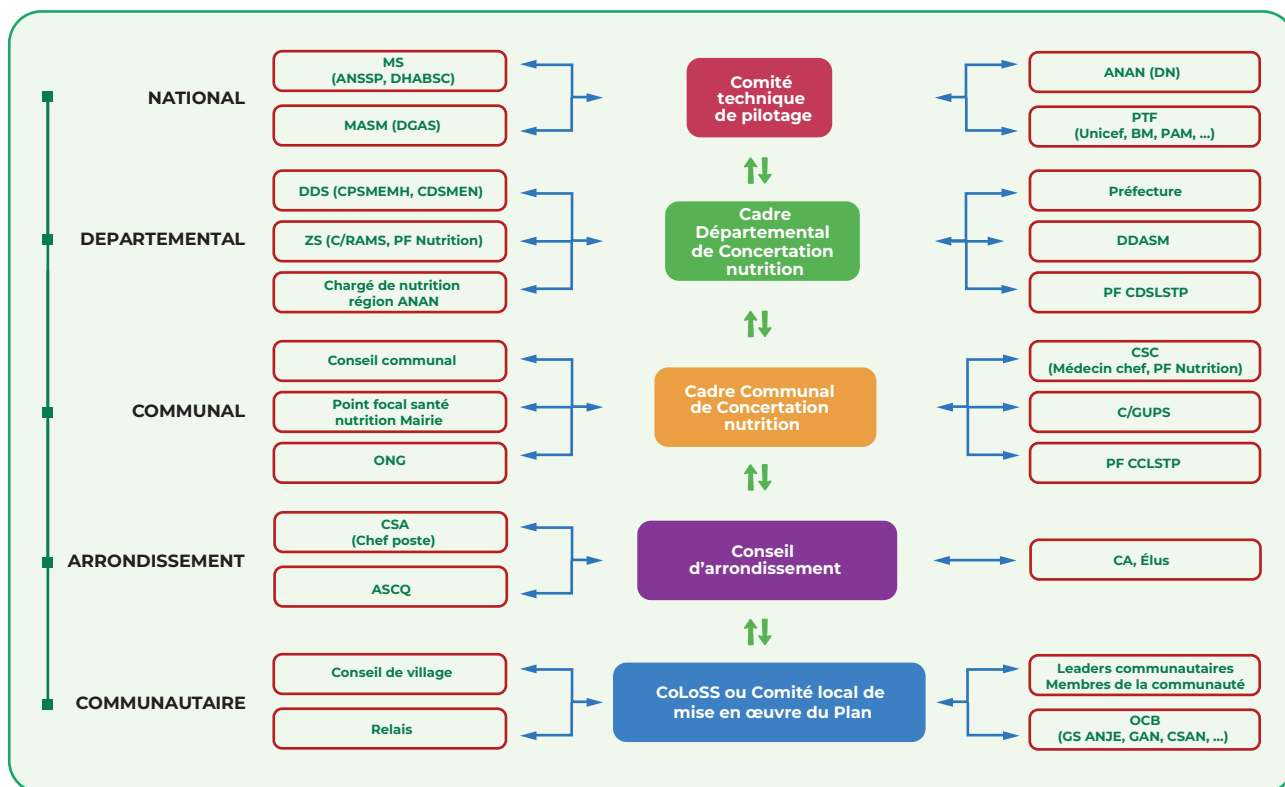 NATIONAL
MS
(ANSSP, DHABSC)
MASM (DGAS)
Comité
technique
de pilotage
ANAN (DN)
PTF
(Unicef, BM, PAM, ...)
DEPARTEMENTAL
DDS (CPSMEMH, CDSMEN)
ZS (C/RAMS, PF Nutrition)
Chargé de nutrition
région ANAN
Cadre
Départemental
de Concertation
nutrition
Préfecture
DDASM
PF CDSLSTP
COMMUNAL
Conseil communal
Point focal santé
nutrition Mairie
ONG
Cadre Communal
de Concertation
nutrition
CSC
(Médecin chef, PF Nutrition)
C/GUPS
PF CCLSTP
ARRONDISSEMENT
CSA
(Chef poste)
ASCQ
Conseil
d’arrondissement
CA, Élus
COMMUNAUTAIRE
Conseil de village
Relais
CoLoSS ou Comité local de
mise en œuvre du Plan
Leaders communautaires
Membres de la communauté
OCB
(GS ANJE, GAN, CSAN, ...)